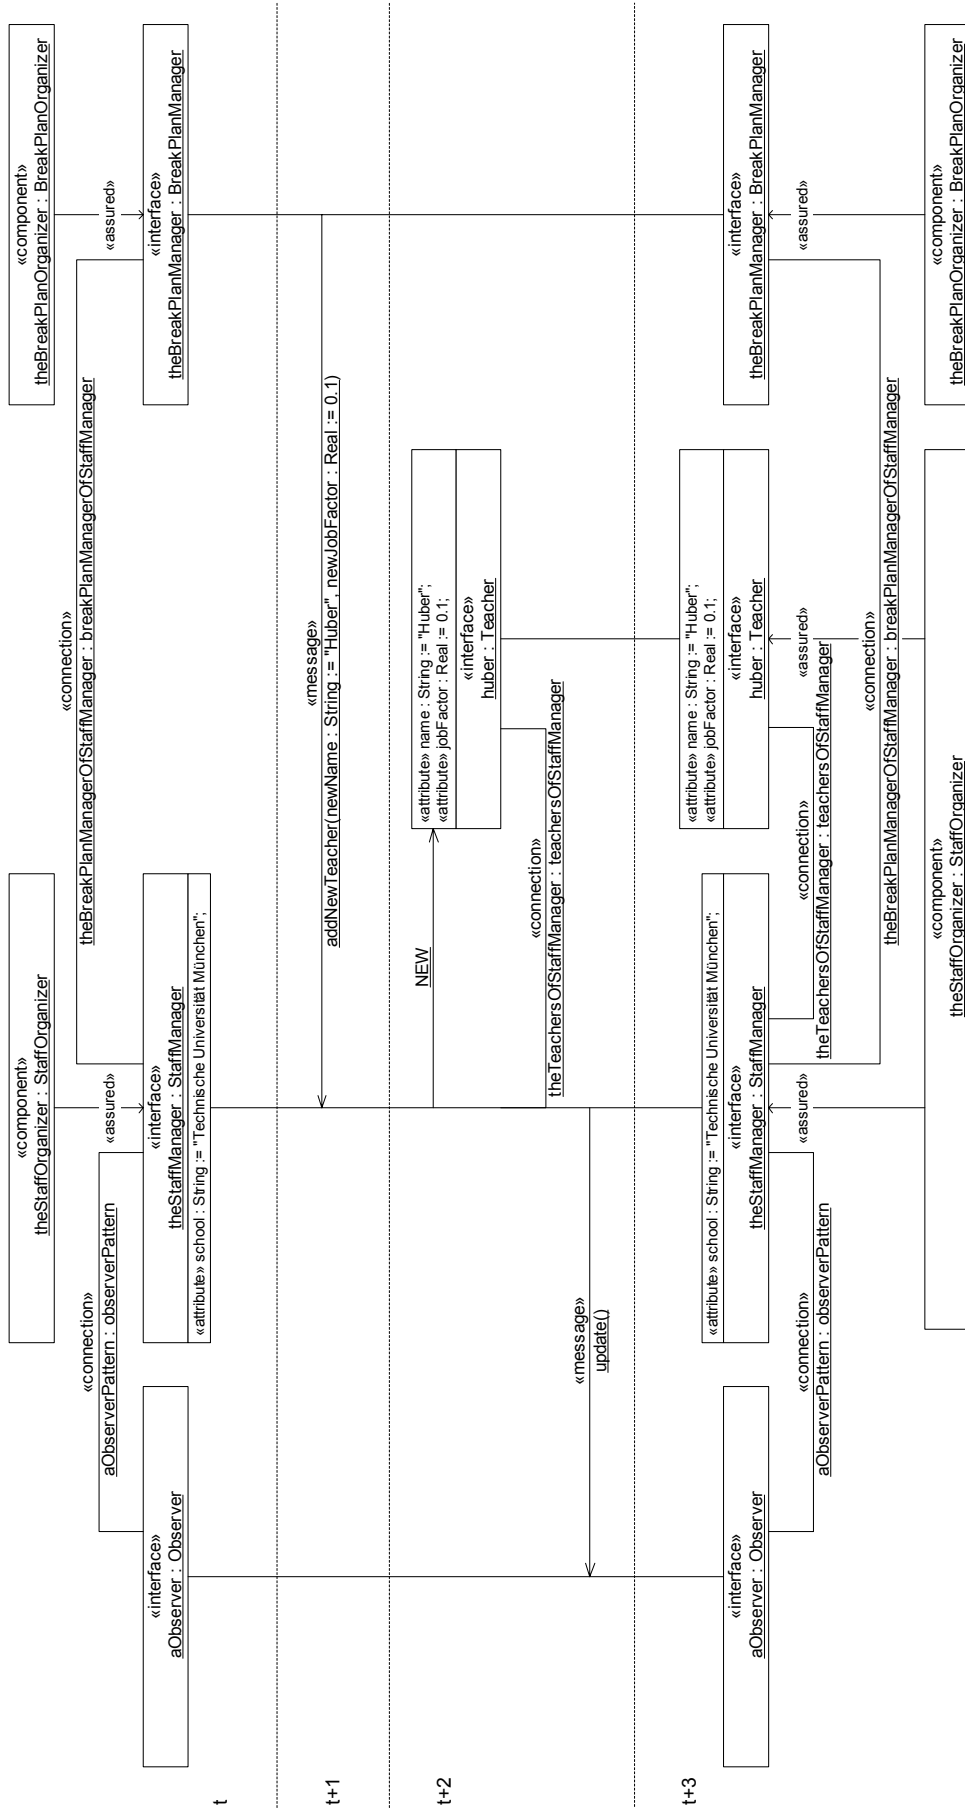 t
«component»
theStaffOrganizer : StaffOrganizer
«component»
theBreakPlanOrganizer : BreakPlanOrganizer
«connection»
theBreakPlanManagerOfStaffManager : breakPlanManagerOfStaffManager
«connection»
aObserverPattern : observerPattern
«assured»
«assured»
«interface»
aObserver : Observer
«interface»
theStaffManager : StaffManager
«attribute» school : String := "Technische Universität München";
«interface»
theBreakPlanManager : BreakPlanManager
t+1
«message»
addNewTeacher(newName : String := "Huber", newJobFactor : Real := 0.1)
t+2
NEW
«attribute» name : String := "Huber";
«attribute» jobFactor : Real := 0.1;
«interface»
huber : Teacher
«connection»
theTeachersOfStaffManager : teachersOfStaffManager
«message»
update()
t+3
«interface»
aObserver : Observer
«attribute» school : String := "Technische Universität München";
«interface»
theStaffManager : StaffManager
«attribute» name : String := "Huber";
«attribute» jobFactor : Real := 0.1;
«interface»
huber : Teacher
«interface»
theBreakPlanManager : BreakPlanManager
«connection»
aObserverPattern : observerPattern
«assured»
«connection»
theTeachersOfStaffManager : teachersOfStaffManager
«assured»
«assured»
«connection»
theBreakPlanManagerOfStaffManager : breakPlanManagerOfStaffManager
«component»
theStaffOrganizer : StaffOrganizer
«component»
theBreakPlanOrganizer : BreakPlanOrganizer